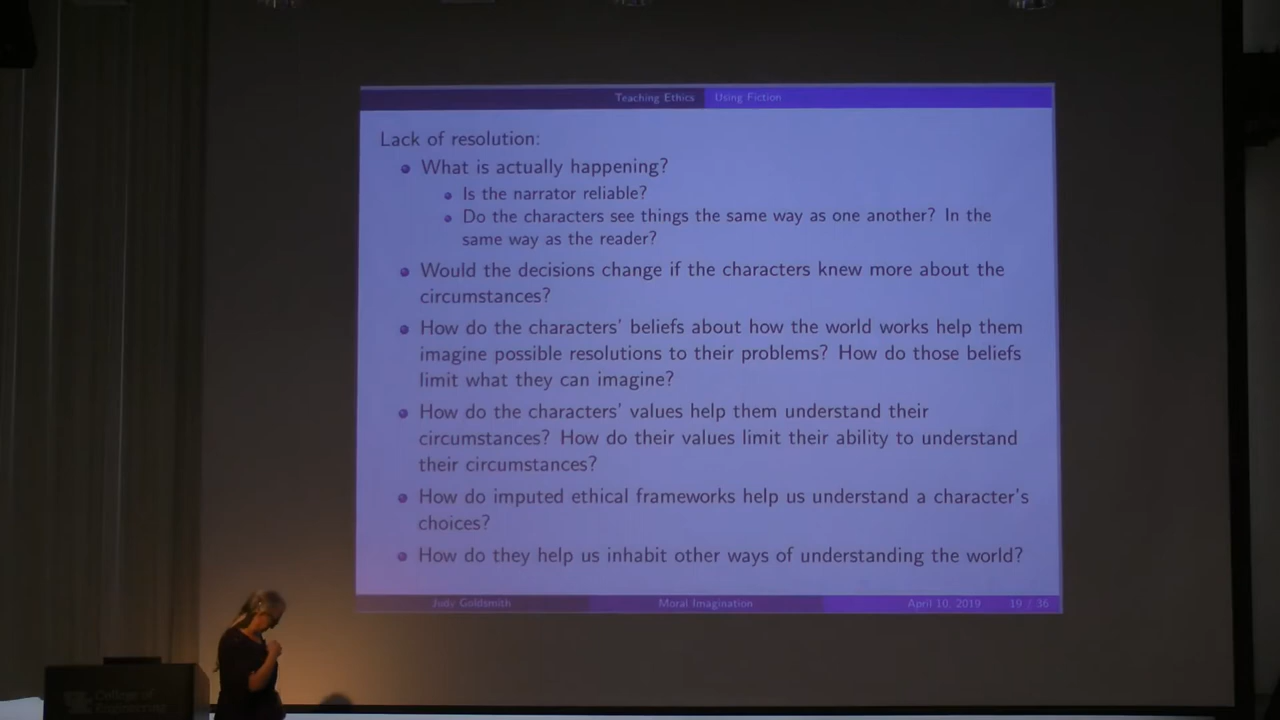 Teaching Ethics Using Fiction
Lack of resolution:
What is actually happening?
Is the narrator reliable?
Do the characters see things the same way as one another? In the
same way as the reader?
Would the decisions change if the characters knew more about the
circumstances?
How do the characters' beliefs about how the world works help them
imagine possible resolutions to their problems? How do those beliefs
limit what they can imagine?
How do the characters' values help them understand their
circumstances? How do their values limit their ability to understand
their circumstances?
How do imputed ethical frameworks help us understand a character's
choices?
How do they help us inhabit other ways of understanding the world?
Judy Goldsmith Moral Imagination April 10, 2019 19 / 36
College of
Engineering